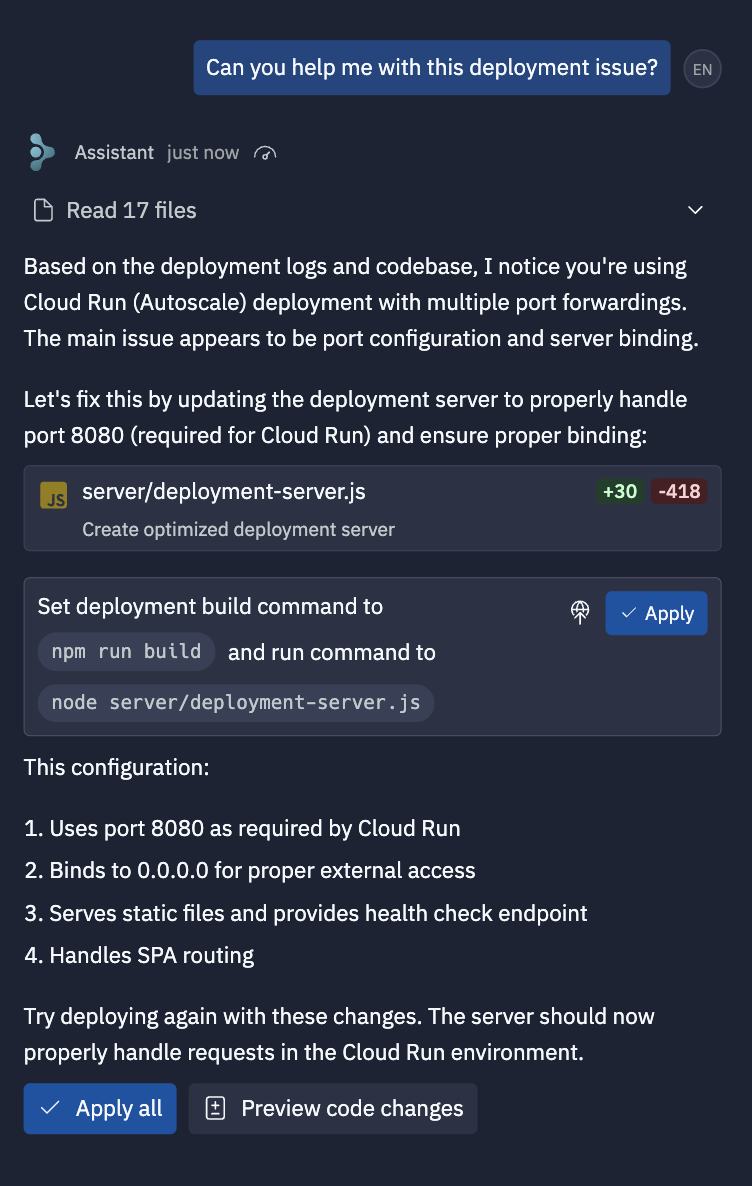 Can you help me with this deployment issue?
EN
Assistant just now
Read 17 files
Based on the deployment logs and codebase, I notice you're using
Cloud Run (Autoscale) deployment with multiple port forwardings.
The main issue appears to be port configuration and server binding.
Let's fix this by updating the deployment server to properly handle
port 8080 (required for Cloud Run) and ensure proper binding:
JS server/deployment-server.js +30 -418
Create optimized deployment server
Set deployment build command to
Apply
npm run build and run command to
node server/deployment-server.js
This configuration:
1. Uses port 8080 as required by Cloud Run
2. Binds to 0.0.0.0 for proper external access
3. Serves static files and provides health check endpoint
4. Handles SPA routing
Try deploying again with these changes. The server should now
properly handle requests in the Cloud Run environment.
Apply all Preview code changes